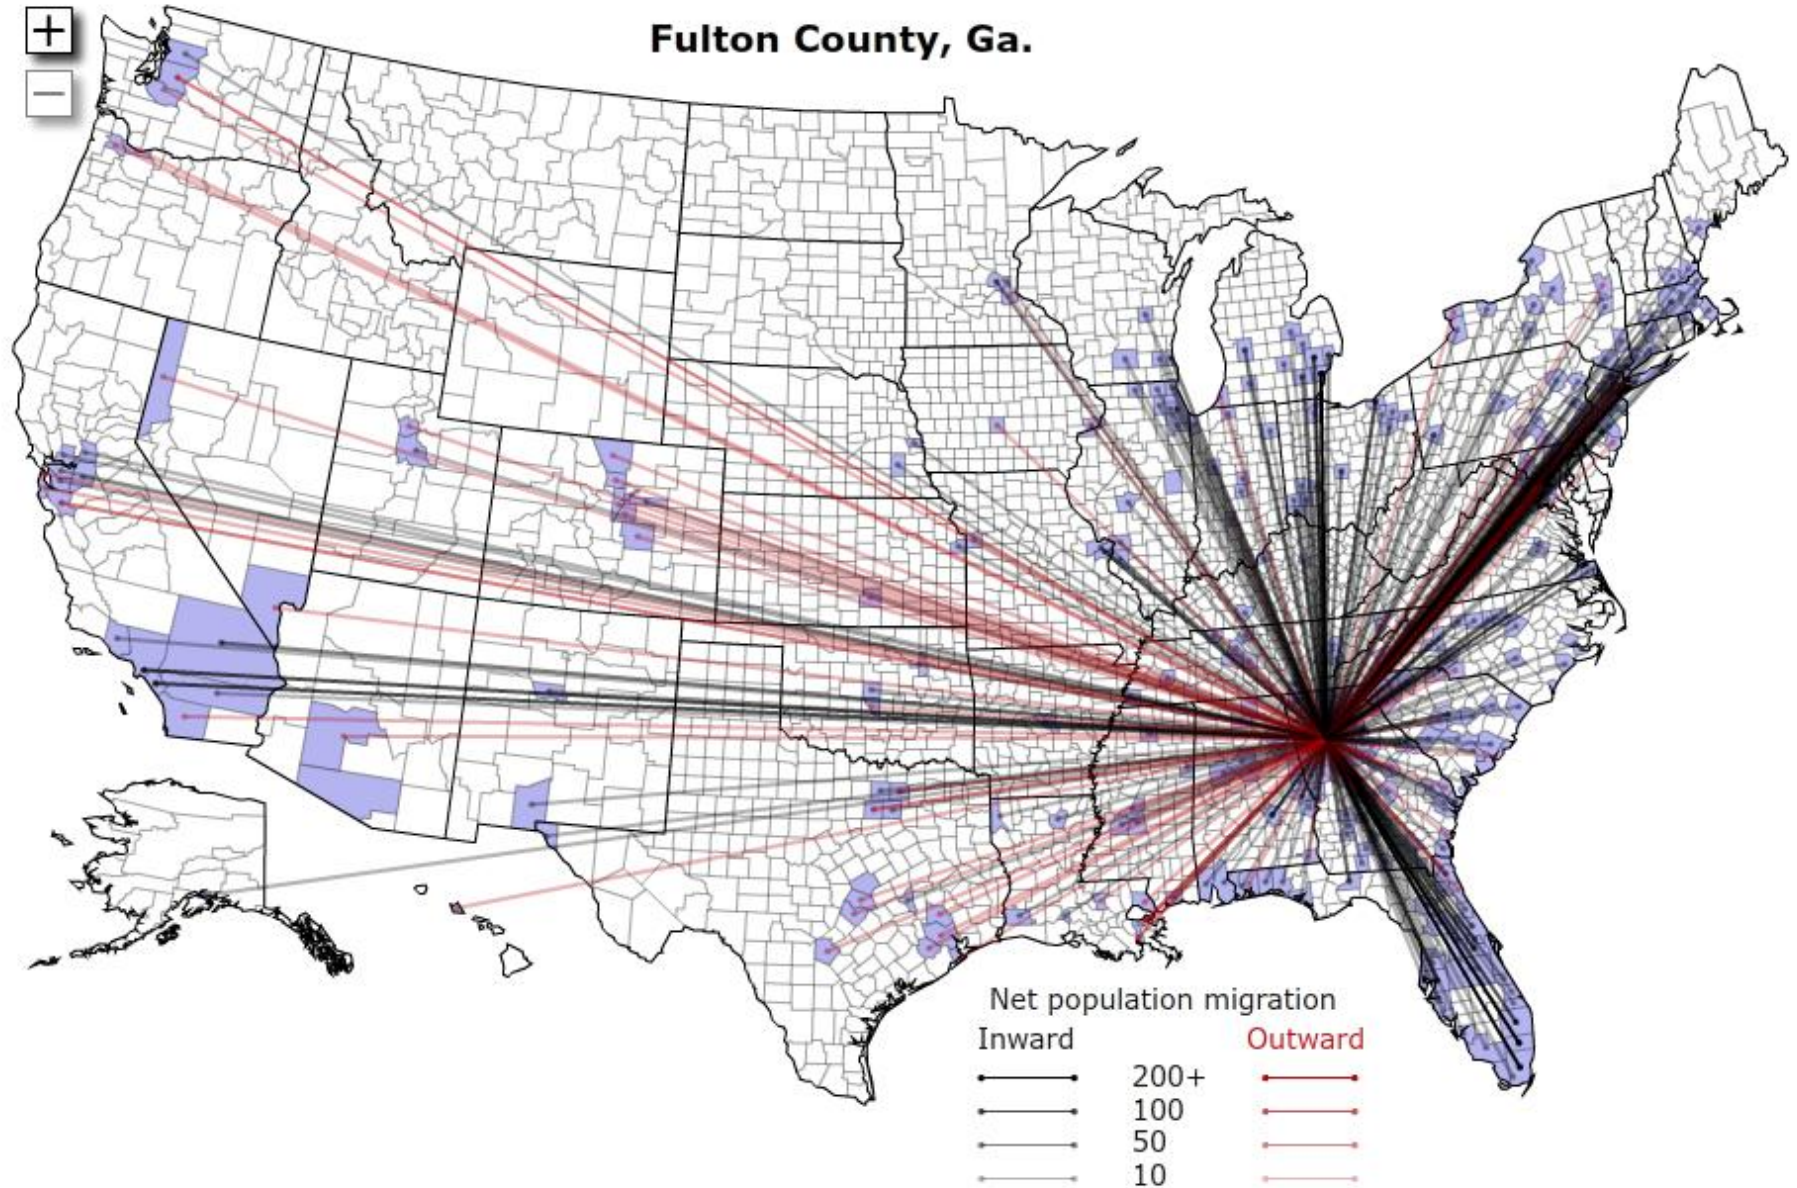 +
−
Fulton County, Ga.
Net population migration
Inward Outward
200+
100
50
10